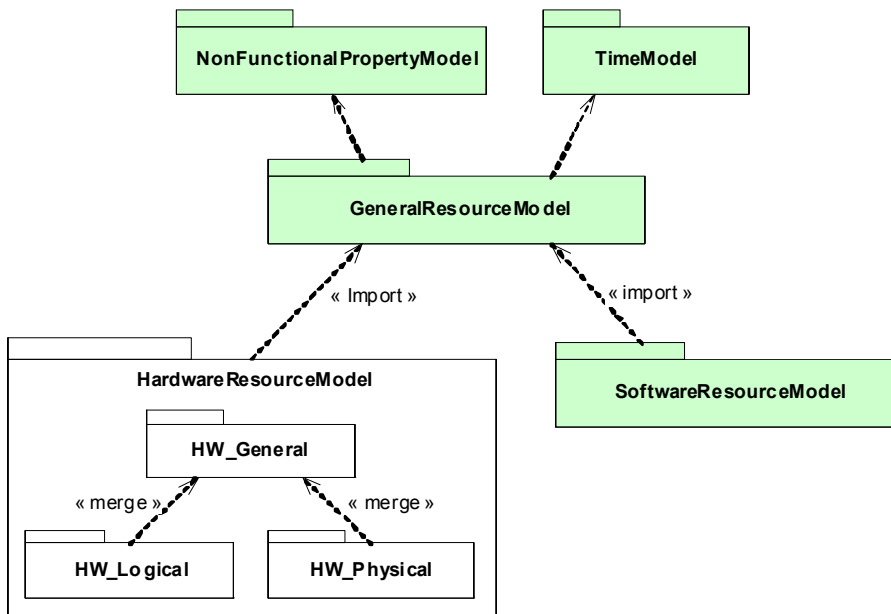 NonFunctionalPropertyModel
TimeModel
GeneralResourceModel
« Import »
« import »
HardwareResourceModel
SoftwareResourceModel
HW_General
« merge »
« merge »
HW_Logical
HW_Physical